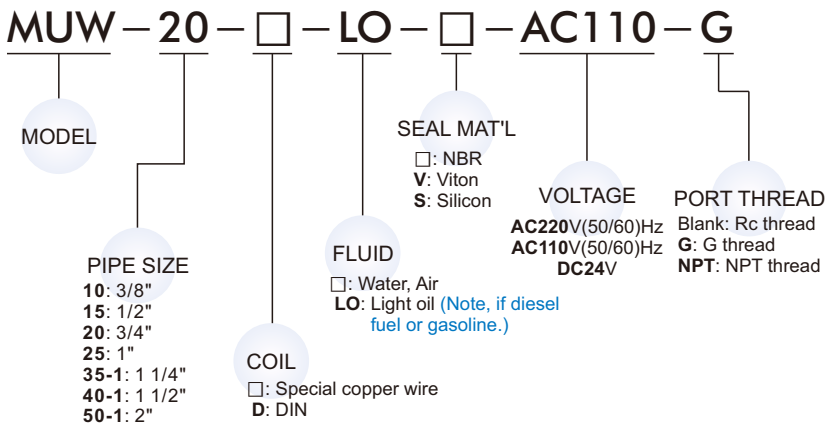 MUW－20－□－LO－□－AC110－G
MODEL
PIPE SIZE
10: 3/8"
15: 1/2"
20: 3/4"
25: 1"
35-1: 1 1/4"
40-1: 1 1/2"
50-1: 2"
COIL
□: Special copper wire
D: DIN
FLUID
□: Water, Air
LO: Light oil (Note, if diesel
fuel or gasoline.)
SEAL MAT'L
□: NBR
V: Viton
S: Silicon
VOLTAGE
AC220V(50/60)Hz
AC110V(50/60)Hz
DC24V
PORT THREAD
Blank: Rc thread
G: G thread
NPT: NPT thread